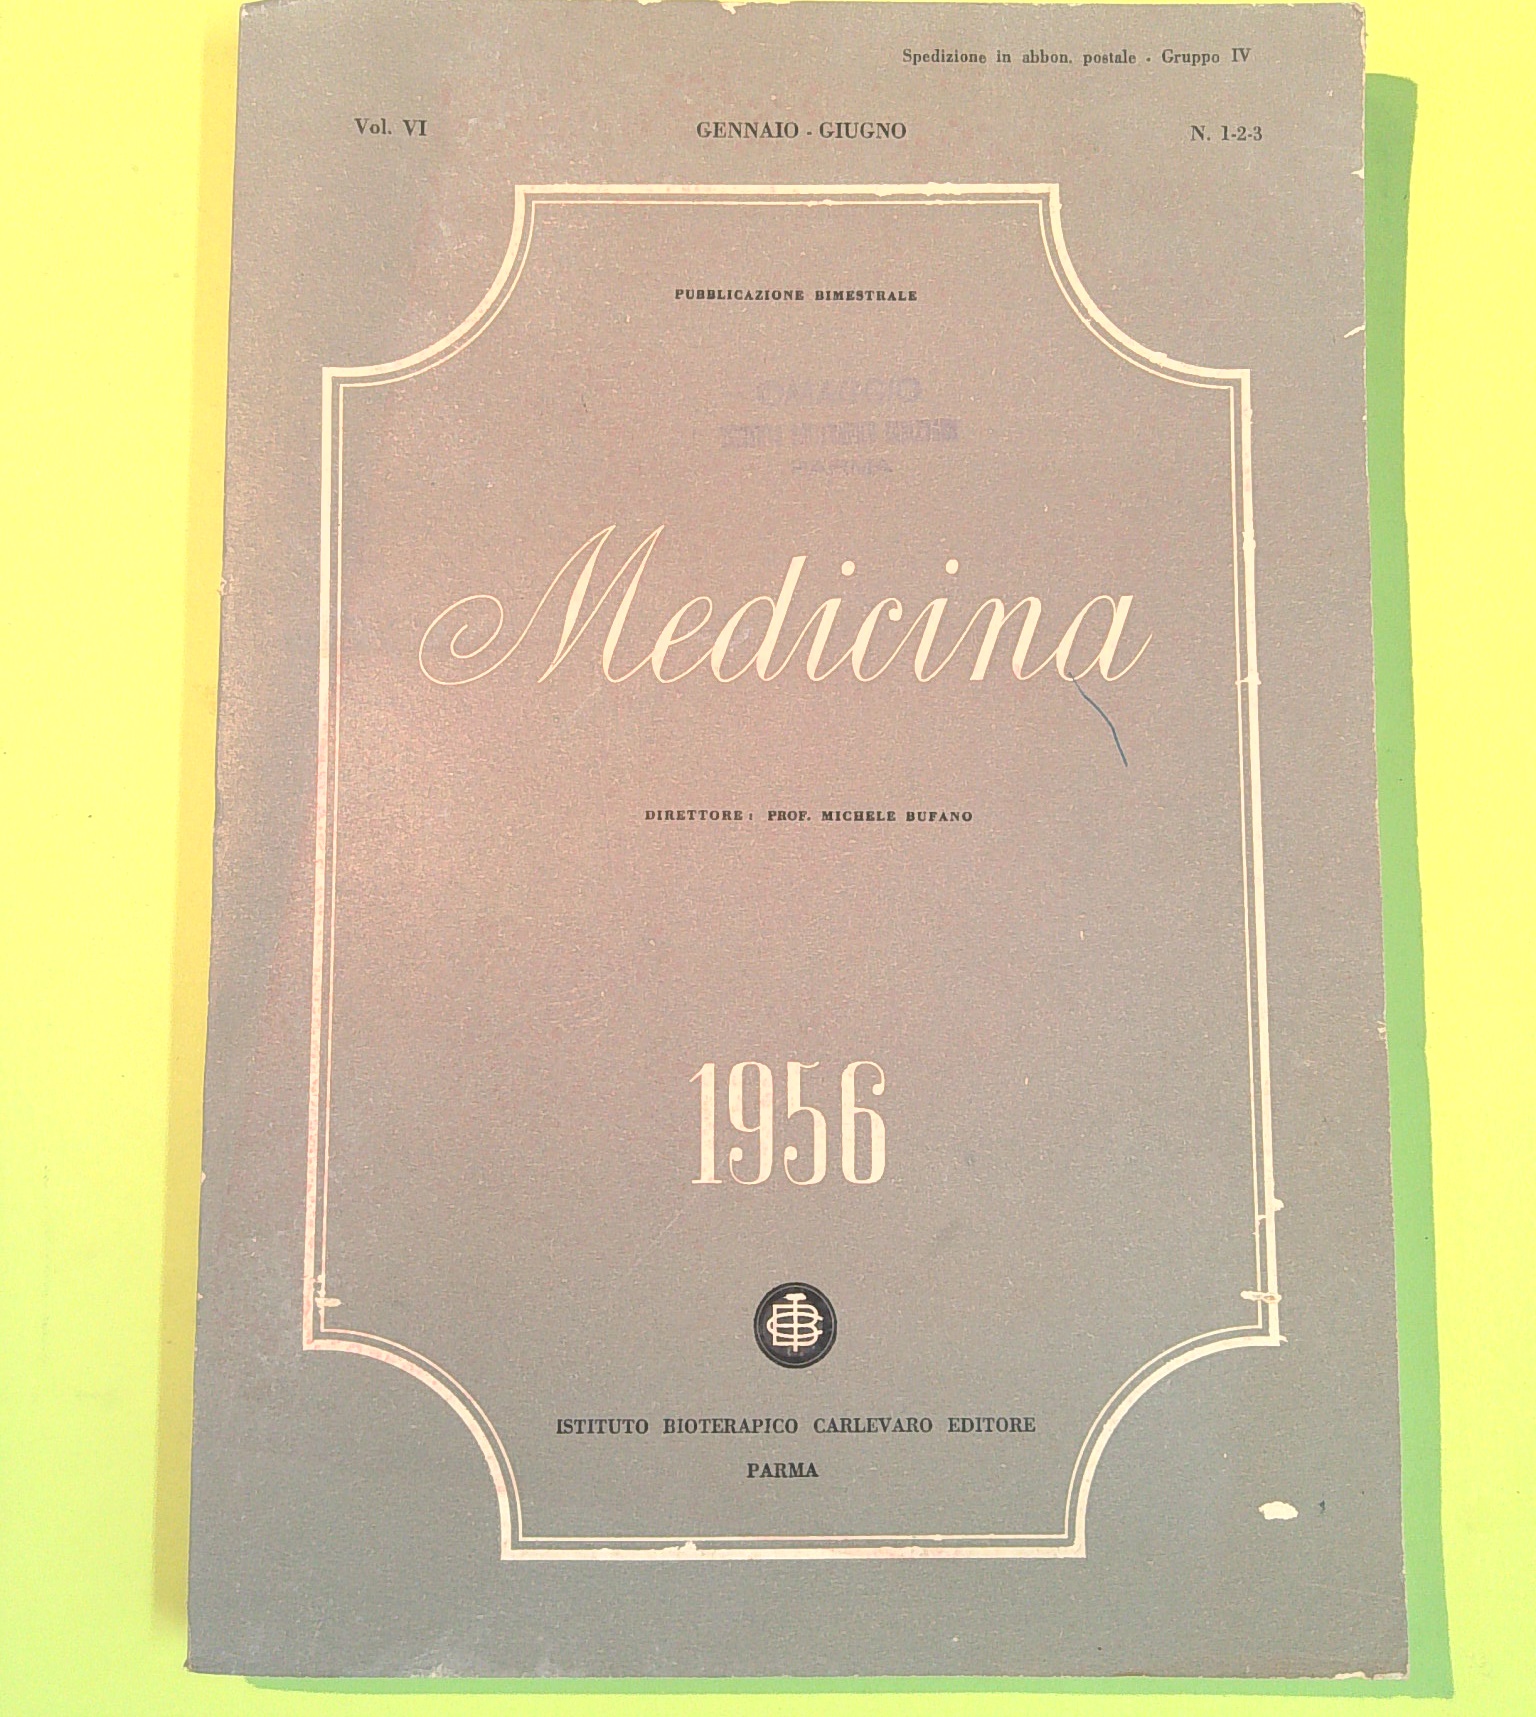 Spedizione in abbon. postale - Gruppo IV
Vol. VI GENNAIO - GIUGNO N. 1-2-3
PUBBLICAZIONE BIMESTRALE
Medicina
DIRETTORE : PROF. MICHELE BUFANO
1956
ISTITUTO BIOTERAPICO CARLEVARO EDITORE
PARMA